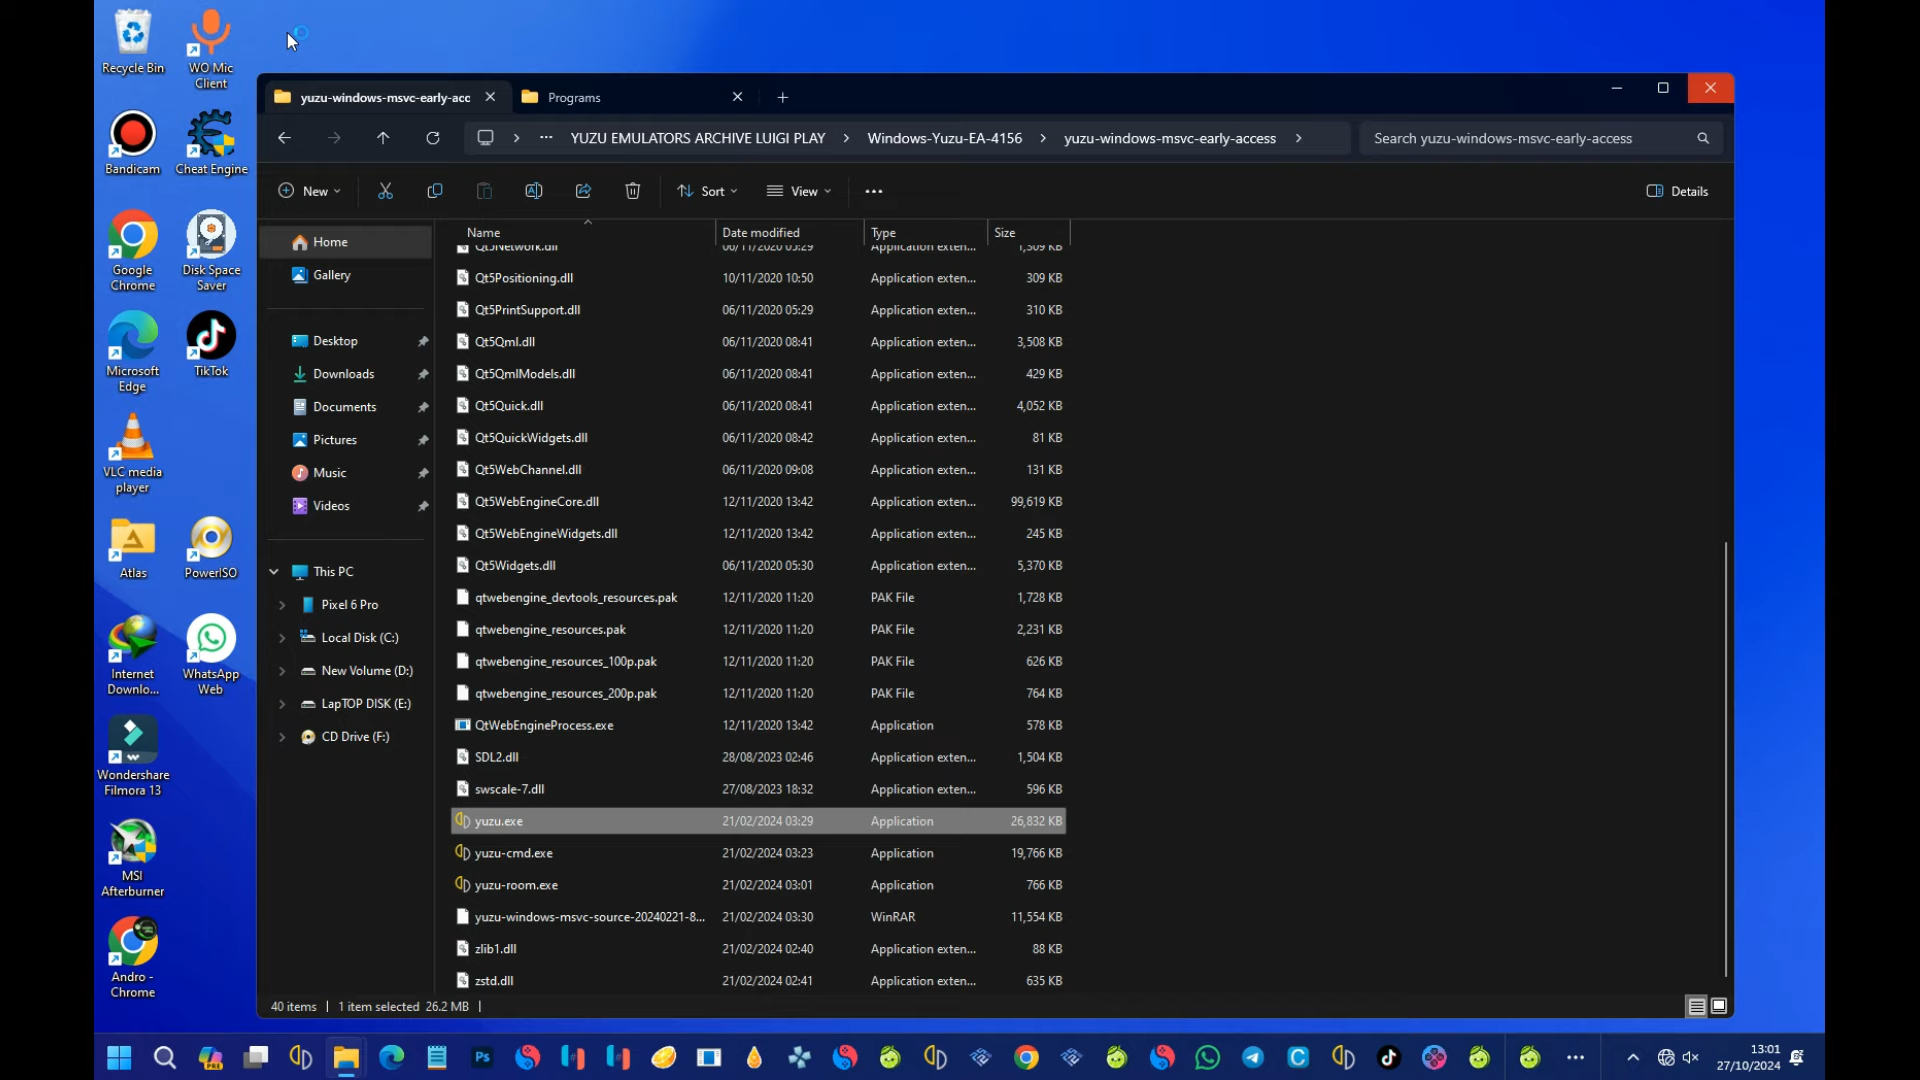 Recycle Bin
WO Mic
Client
Bandicam
Cheat Engine
Google
Chrome
Disk Space
Saver
Microsoft
Edge
TikTok
VLC media
player
Atlas
PowerISO
Internet
Downlo...
WhatsApp
Web
Wondershare
Filmora 13
MSI
Afterburner
Andro -
Chrome
yuzu-windows-msvc-early-acc
Programs
YUZU EMULATORS ARCHIVE LUIGI PLAY
Windows-Yuzu-EA-4156
yuzu-windows-msvc-early-access
Search yuzu-windows-msvc-early-access
New
Sort
View
Details
Home
Gallery
Desktop
Downloads
Documents
Pictures
Music
Videos
This PC
Pixel 6 Pro
Local Disk (C:)
New Volume (D:)
LapTOP DISK (E:)
CD Drive (F:)
Name Date modified Type Size
Qt5Network.dll 06/11/2020 05:29 Application exten... 1,309 KB
Qt5Positioning.dll 10/11/2020 10:50 Application exten... 309 KB
Qt5PrintSupport.dll 06/11/2020 05:29 Application exten... 310 KB
Qt5Qml.dll 06/11/2020 08:41 Application exten... 3,508 KB
Qt5QmlModels.dll 06/11/2020 08:41 Application exten... 429 KB
Qt5Quick.dll 06/11/2020 08:41 Application exten... 4,052 KB
Qt5QuickWidgets.dll 06/11/2020 08:42 Application exten... 81 KB
Qt5WebChannel.dll 06/11/2020 09:08 Application exten... 131 KB
Qt5WebEngineCore.dll 12/11/2020 13:42 Application exten... 99,619 KB
Qt5WebEngineWidgets.dll 12/11/2020 13:42 Application exten... 245 KB
Qt5Widgets.dll 06/11/2020 05:30 Application exten... 5,370 KB
qtwebengine_devtools_resources.pak 12/11/2020 11:20 PAK File 1,728 KB
qtwebengine_resources.pak 12/11/2020 11:20 PAK File 2,231 KB
qtwebengine_resources_100p.pak 12/11/2020 11:20 PAK File 626 KB
qtwebengine_resources_200p.pak 12/11/2020 11:20 PAK File 764 KB
QtWebEngineProcess.exe 12/11/2020 13:42 Application 578 KB
SDL2.dll 28/08/2023 02:46 Application exten... 1,504 KB
swscale-7.dll 27/08/2023 18:32 Application exten... 596 KB
yuzu.exe 21/02/2024 03:29 Application 26,832 KB
yuzu-cmd.exe 21/02/2024 03:23 Application 19,766 KB
yuzu-room.exe 21/02/2024 03:01 Application 766 KB
yuzu-windows-msvc-source-20240221-8... 21/02/2024 03:30 WinRAR 11,554 KB
zlib1.dll 21/02/2024 02:40 Application exten... 88 KB
zstd.dll 21/02/2024 02:41 Application exten... 635 KB
40 items 1 item selected 26.2 MB
PRE
Ps
C
13:01
27/10/2024